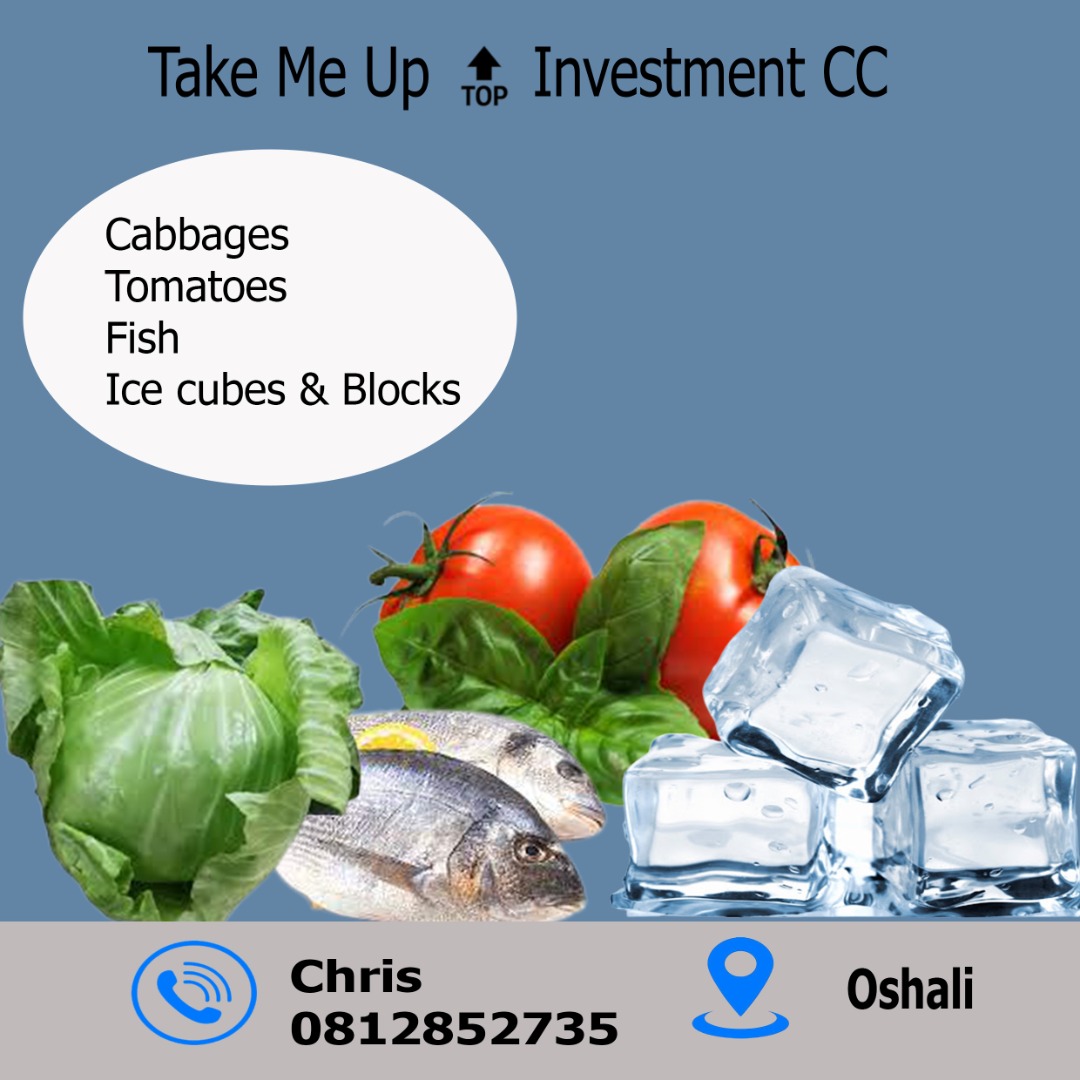 Take Me Up TOP Investment CC
Cabbages
Tomatoes
Fish
Ice cubes & Blocks
Chris
0812852735
Oshali